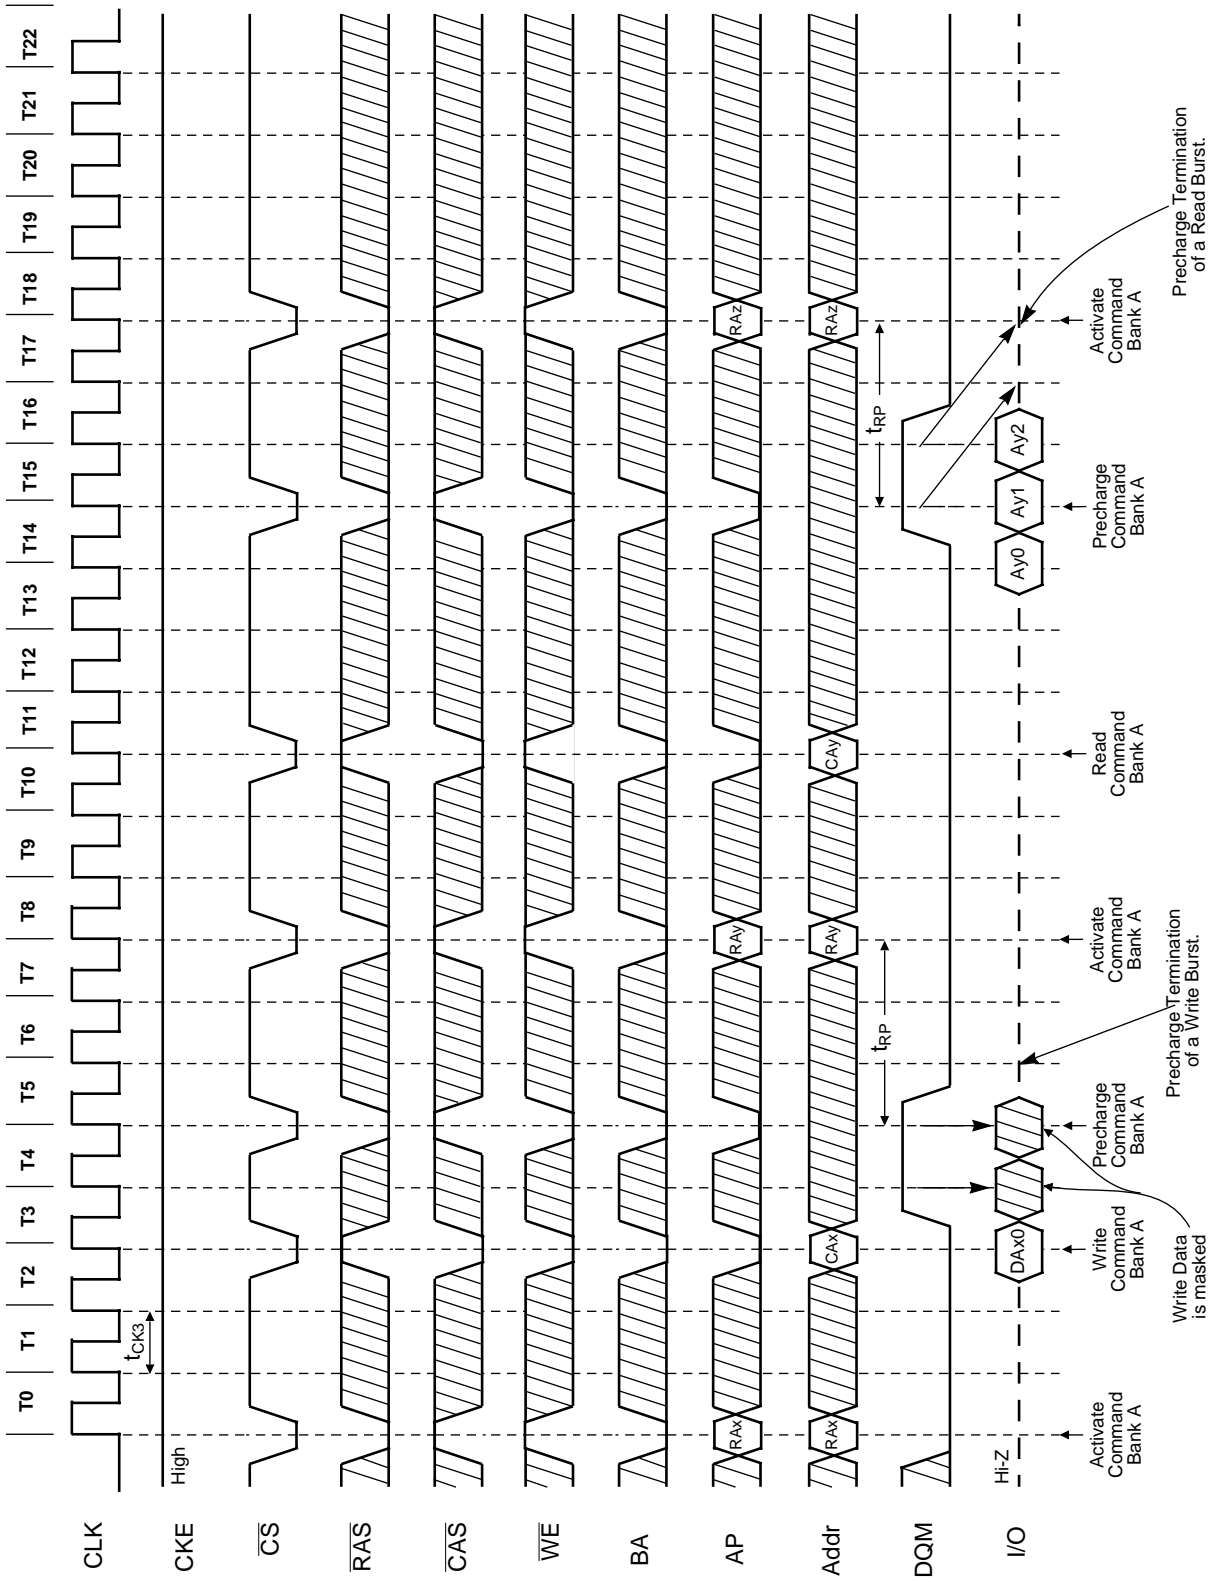 T0 T1 T2 T3 T4 T5 T6 T7 T8 T9 T10 T11 T12 T13 T14 T15 T16 T17 T18 T19 T20 T21 T22
CLK
tCK3
CKE
High
CS
RAS
CAS
WE
BA
AP
RAx RAy RAz
Addr
RAx CAx RAy CAy RAz
tRP tRP
DQM
I/O
Hi-Z
DAx0 Ay0 Ay1 Ay2
Activate
Command
Bank A
Write
Command
Bank A
Precharge
Command
Bank A
Activate
Command
Bank A
Read
Command
Bank A
Precharge
Command
Bank A
Activate
Command
Bank A
Write Data
is masked
Precharge Termination
of a Write Burst.
Precharge Termination
of a Read Burst.